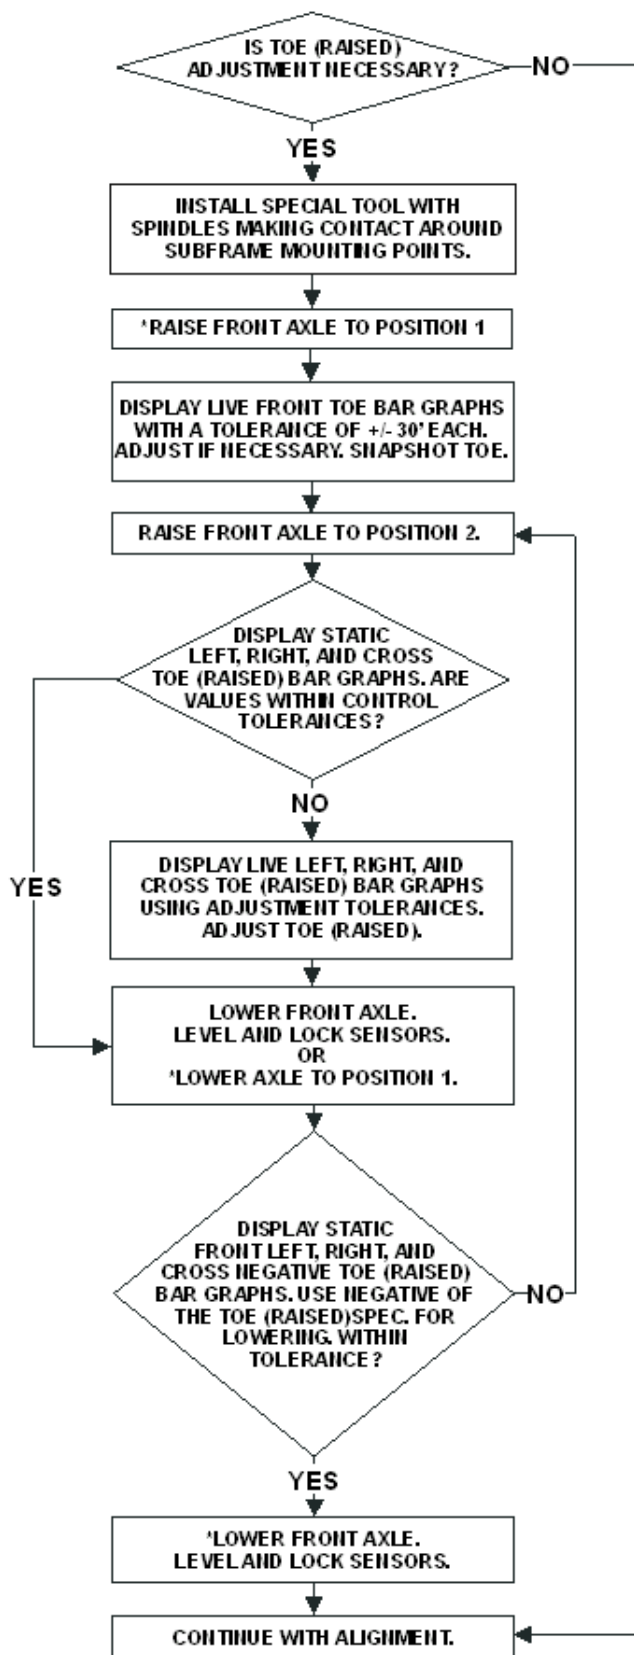 IS TOE (RAISED)
ADJUSTMENT NECESSARY?
NO
YES
INSTALL SPECIAL TOOL WITH
SPINDLES MAKING CONTACT AROUND
SUBFRAME MOUNTING POINTS.
*RAISE FRONT AXLE TO POSITION 1
DISPLAY LIVE FRONT TOE BAR GRAPHS
WITH A TOLERANCE OF +/- 30' EACH.
ADJUST IF NECESSARY. SNAPSHOT TOE.
RAISE FRONT AXLE TO POSITION 2.
DISPLAY STATIC
LEFT, RIGHT, AND CROSS
TOE (RAISED) BAR GRAPHS. ARE
VALUES WITHIN CONTROL
TOLERANCES?
NO
YES
DISPLAY LIVE LEFT, RIGHT, AND
CROSS TOE (RAISED) BAR GRAPHS
USING ADJUSTMENT TOLERANCES.
ADJUST TOE (RAISED).
LOWER FRONT AXLE.
LEVEL AND LOCK SENSORS.
OR
*LOWER AXLE TO POSITION 1.
DISPLAY STATIC
FRONT LEFT, RIGHT, AND
CROSS NEGATIVE TOE (RAISED)
BAR GRAPHS. USE NEGATIVE OF
THE TOE (RAISED)SPEC. FOR
LOWERING. WITHIN
TOLERANCE?
NO
YES
*LOWER FRONT AXLE.
LEVEL AND LOCK SENSORS.
CONTINUE WITH ALIGNMENT.